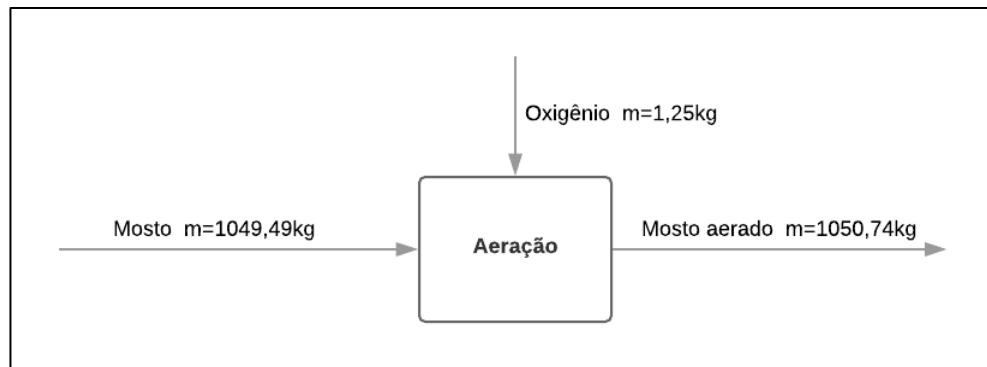 Oxigênio  m=1,25kg
Mosto  m=1049,49kg
Mosto aerado  m=1050,74kg
Aeração